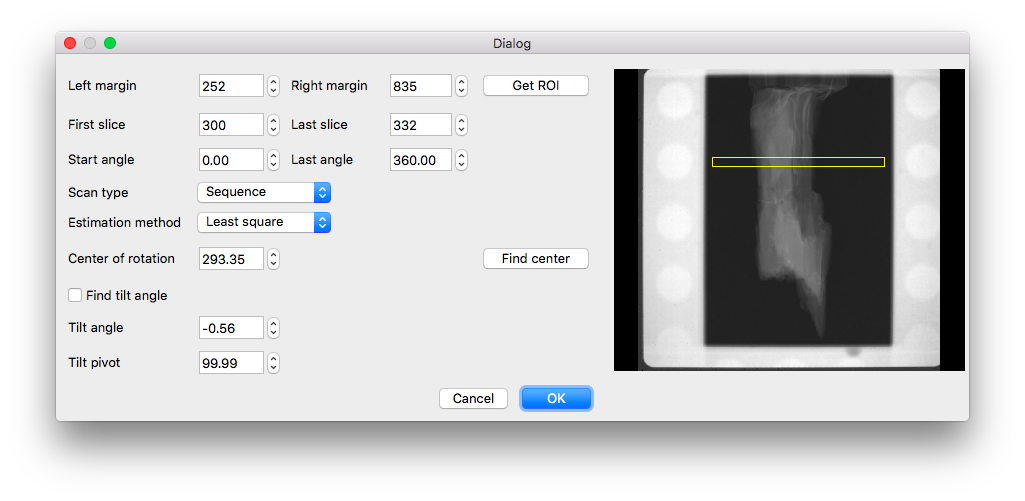 Dialog
Left margin 252 Right margin 835 Get ROI
First slice 300 Last slice 332
Start angle 0.00 Last angle 360.00
Scan type Sequence
Estimation method Least square
Center of rotation 293.35 Find center
Find tilt angle
Tilt angle -0.56
Tilt pivot 99.99
Cancel OK